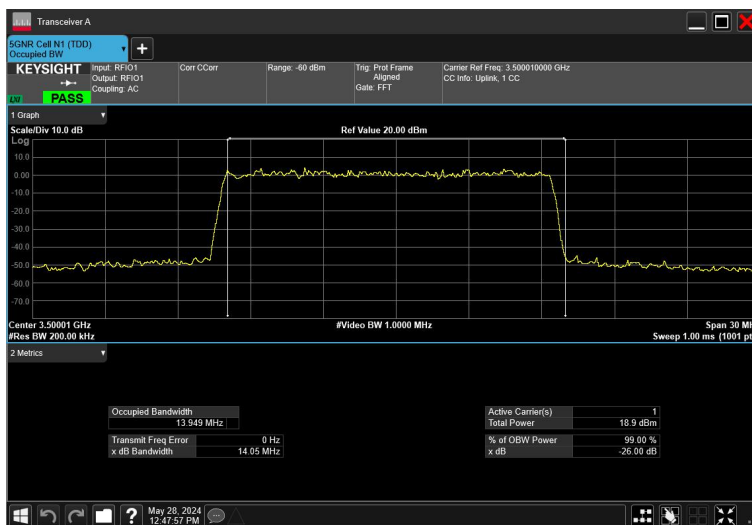 Transceiver A
5GNR Cell N1 (TDD)
Occupied BW
KEYSIGHT
LXI
PASS
Input: RFIO1
Output: RFIO1
Coupling: AC
Corr CCorr
Range: -60 dBm
Trig: Prot Frame
Aligned
Gate: FFT
Carrier Ref Freq: 3.500010000 GHz
CC Info: Uplink, 1 CC
1 Graph
Scale/Div 10.0 dB
Ref Value 20.00 dBm
Log
10.0
0.00
-10.0
-20.0
-30.0
-40.0
-50.0
-60.0
-70.0
Center 3.50001 GHz
#Video BW 1.0000 MHz
Span 30 MH
#Res BW 200.00 kHz
Sweep 1.00 ms (1001 pt
2 Metrics
Occupied Bandwidth
13.949 MHz
Transmit Freq Error 0 Hz
x dB Bandwidth 14.05 MHz
Active Carrier(s) 1
Total Power 18.9 dBm
% of OBW Power 99.00 %
x dB -26.00 dB
?
May 28, 2024
12:47:57 PM